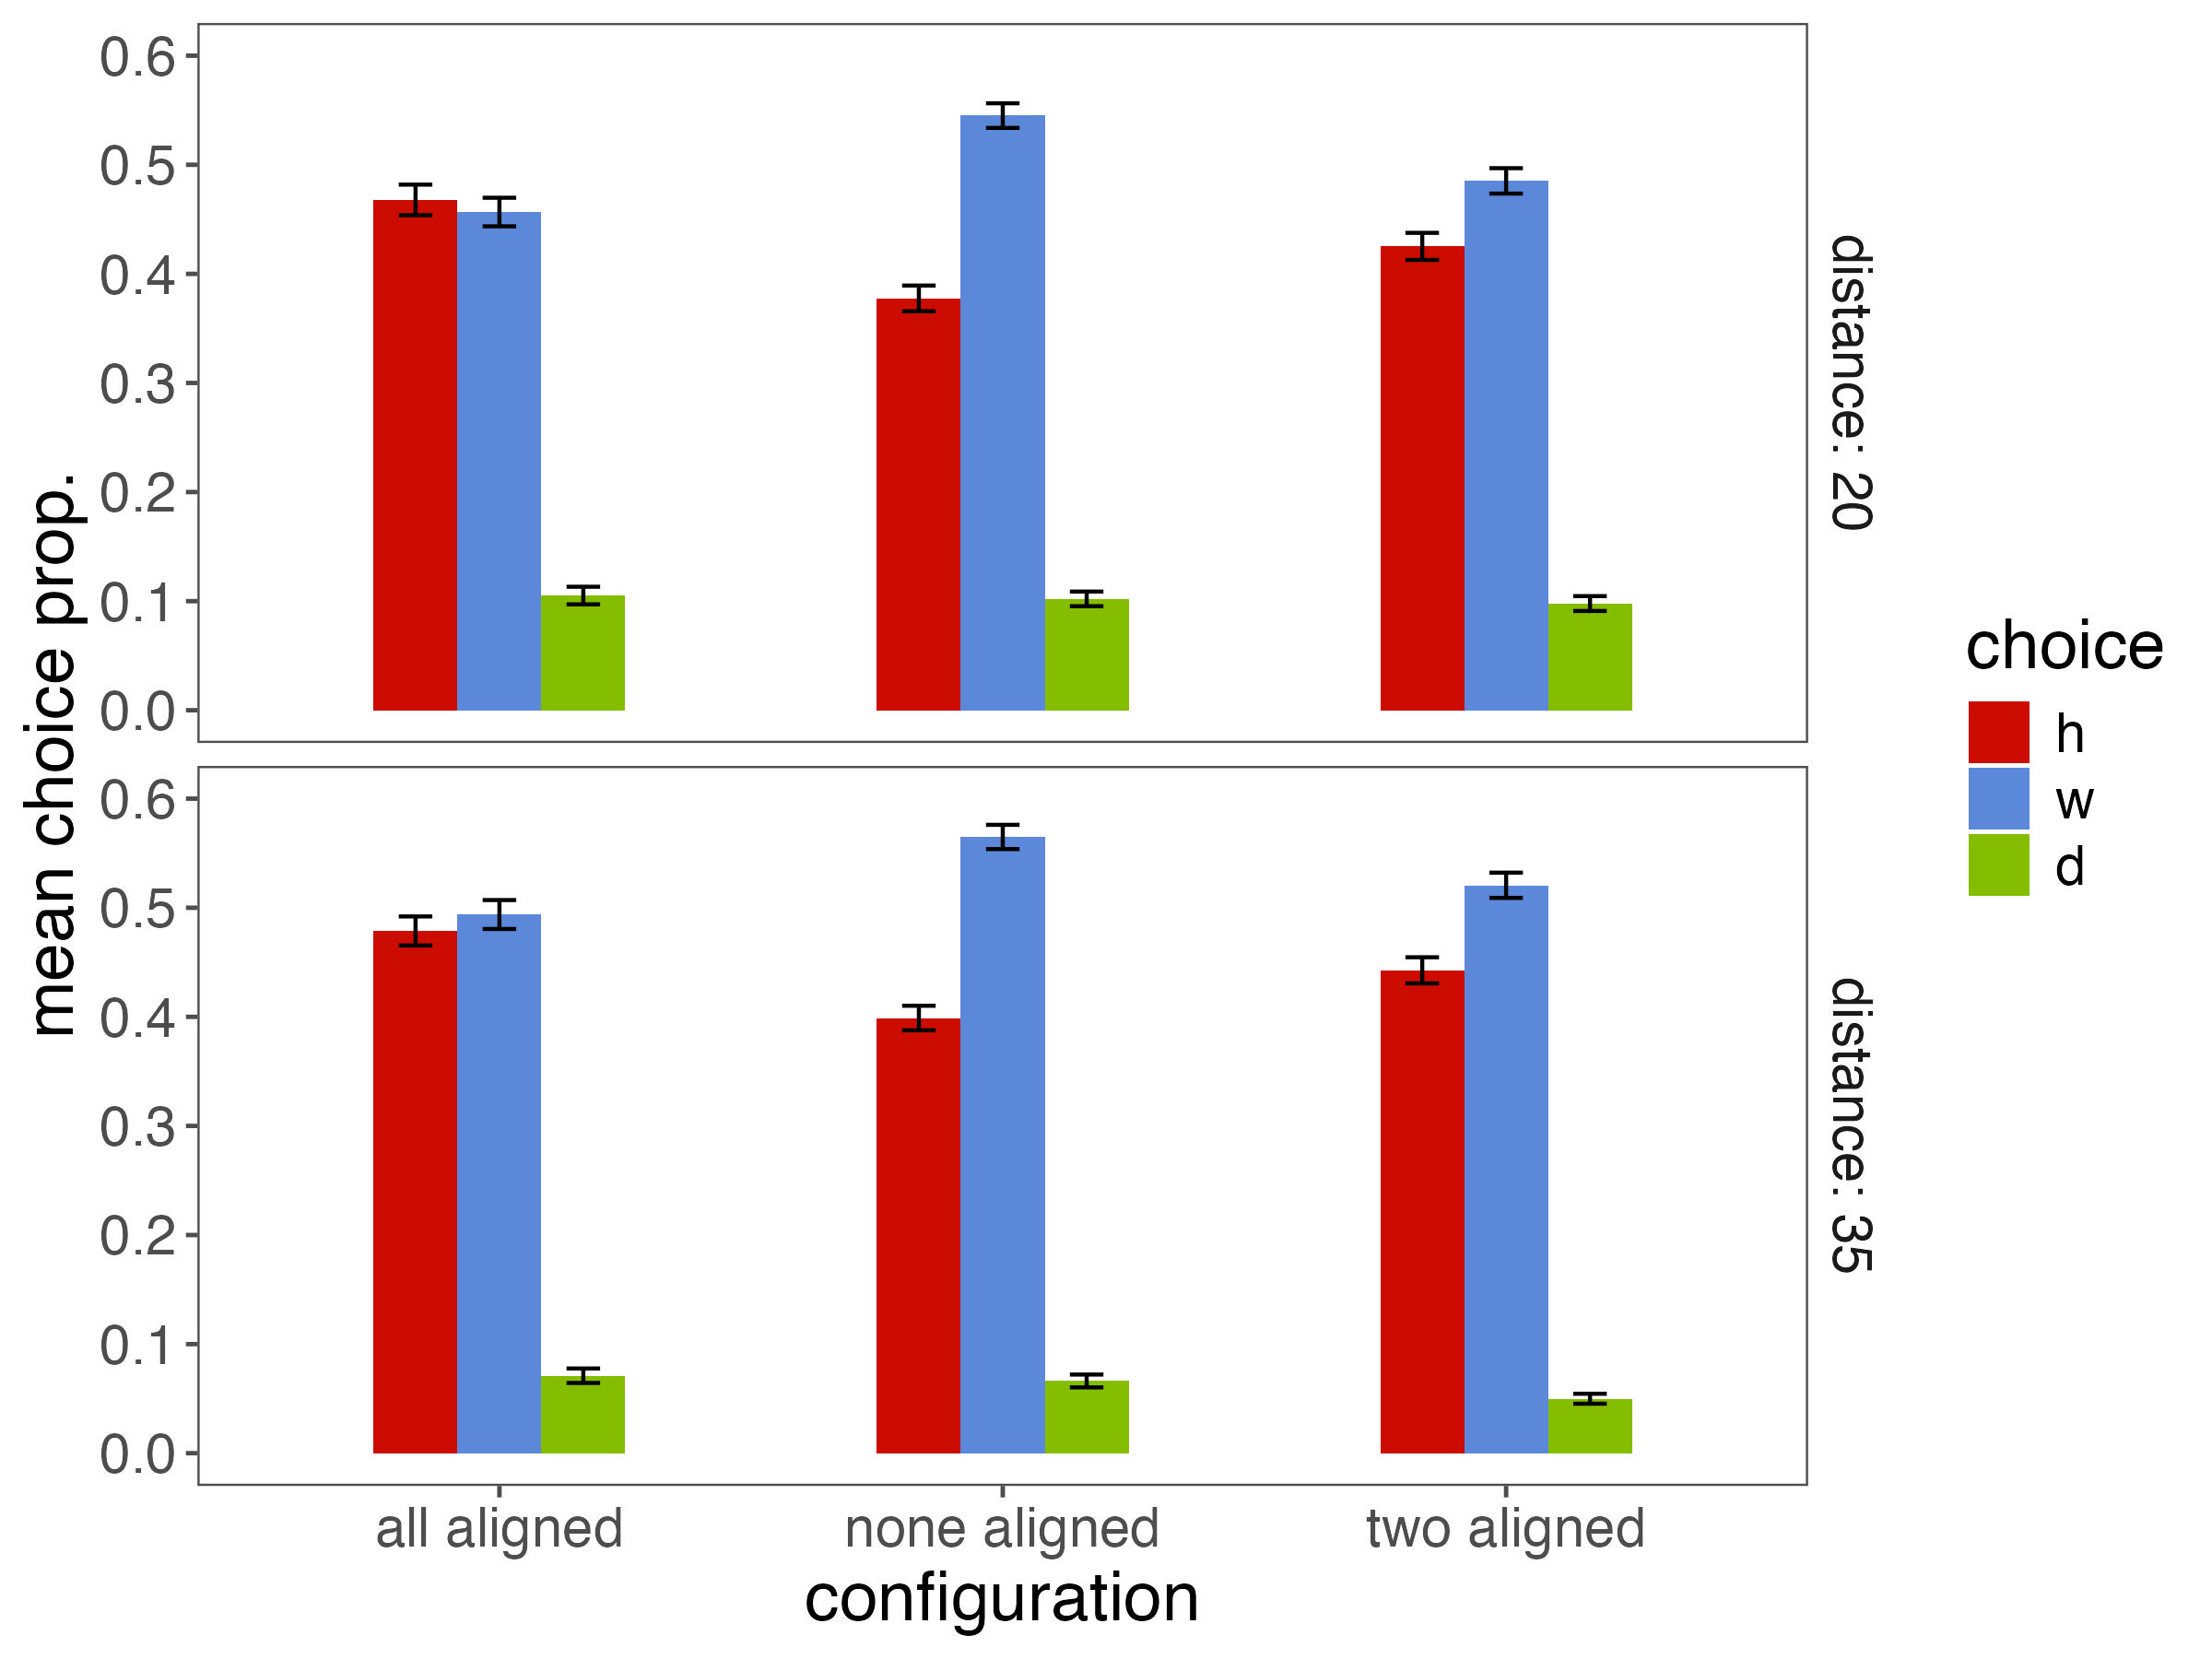 mean choice prop.
0.6
0.5
0.4
0.3
0.2
0.1
0.0
distance: 20
0.6
0.5
0.4
0.3
0.2
0.1
0.0
distance: 35
all aligned none aligned two aligned
configuration
choice
h
w
d